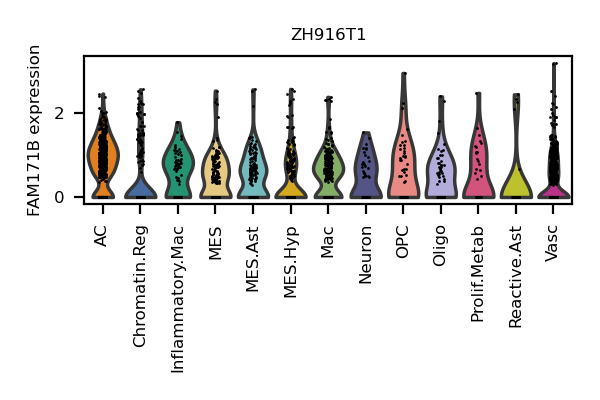 ZH916T1
FAM171B expression
2
0
AC
Chromatin.Reg
Inflammatory.Mac
MES
MES.Ast
MES.Hyp
Mac
Neuron
OPC
Oligo
Prolif.Metab
Reactive.Ast
Vasc